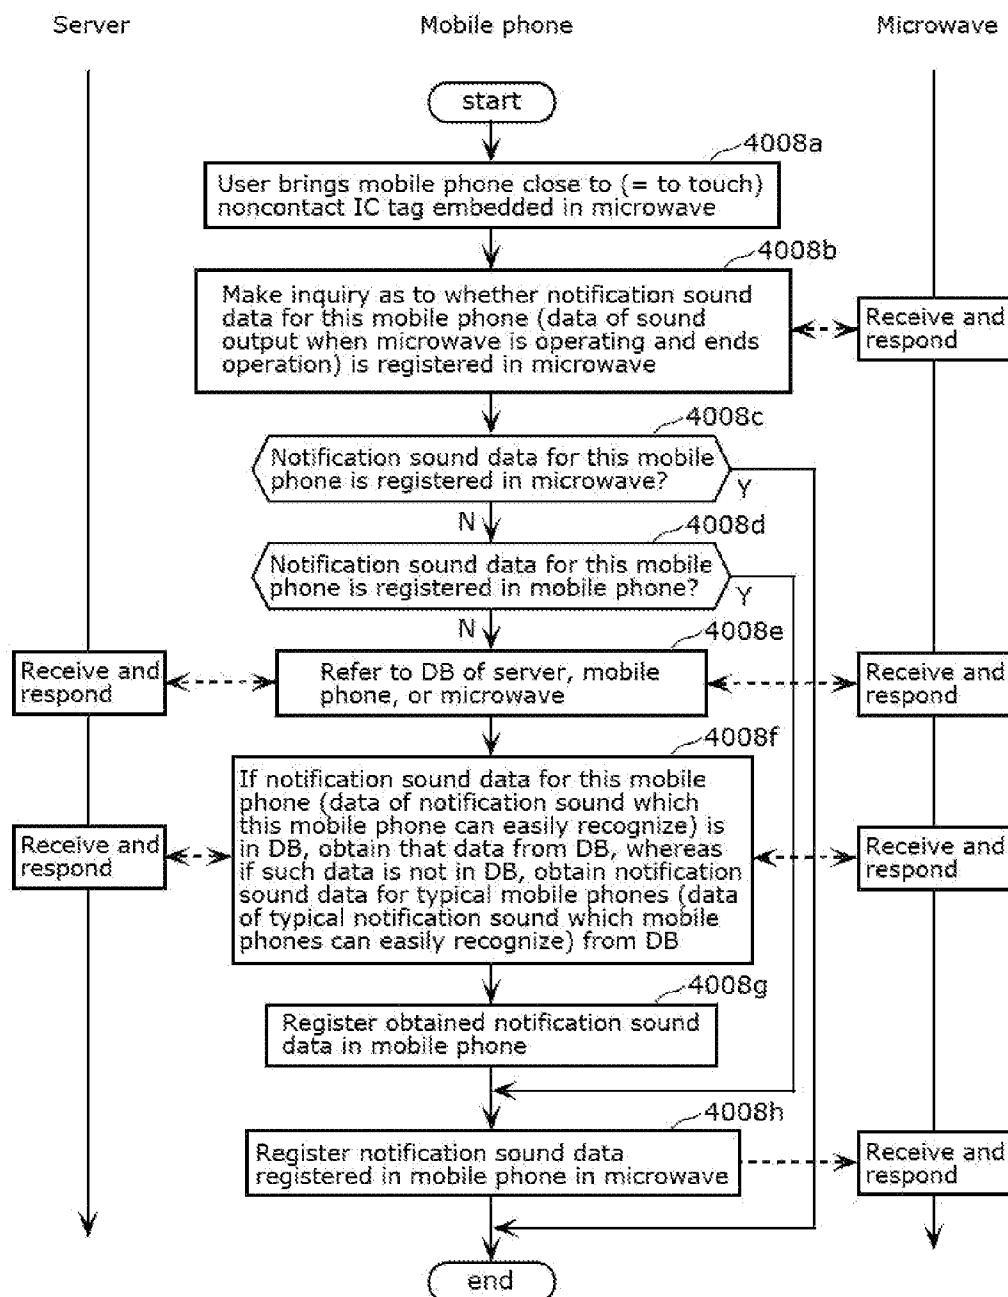 Server
Mobile phone
Microwave
start
4008a
User brings mobile phone close to (= to touch)
noncontact IC tag embedded in microwave
4008b
Make inquiry as to whether notification sound
data for this mobile phone (data of sound
output when microwave is operating and ends
operation) is registered in microwave
Receive and
respond
4008c
Notification sound data for this mobile
phone is registered in microwave?
Y
N
4008d
Notification sound data for this mobile
phone is registered in mobile phone?
Y
N
4008e
Receive and
respond
Refer to DB of server, mobile
phone, or microwave
Receive and
respond
4008f
If notification sound data for this mobile
phone (data of notification sound which
this mobile phone can easily recognize) is
in DB, obtain that data from DB, whereas
if such data is not in DB, obtain notification
sound data for typical mobile phones (data
of typical notification sound which mobile
phones can easily recognize) from DB
Receive and
respond
Receive and
respond
4008g
Register obtained notification sound
data in mobile phone
4008h
Register notification sound data
registered in mobile phone in microwave
Receive and
respond
end